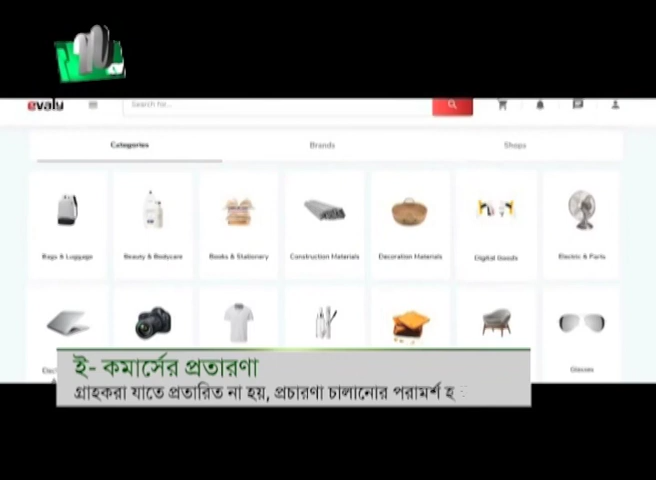 evaly
Search for...
Categories Brands Shops
Bags & Luggage Beauty & Bodycare Books & Stationery Construction Materials Decoration Materials Digital Goods Electric & Parts
Glasses
ই- কমার্সের প্রতারণা
গ্রাহকরা যাতে প্রতারিত না হয়, প্রচারণা চালানোর পরামর্শ হ